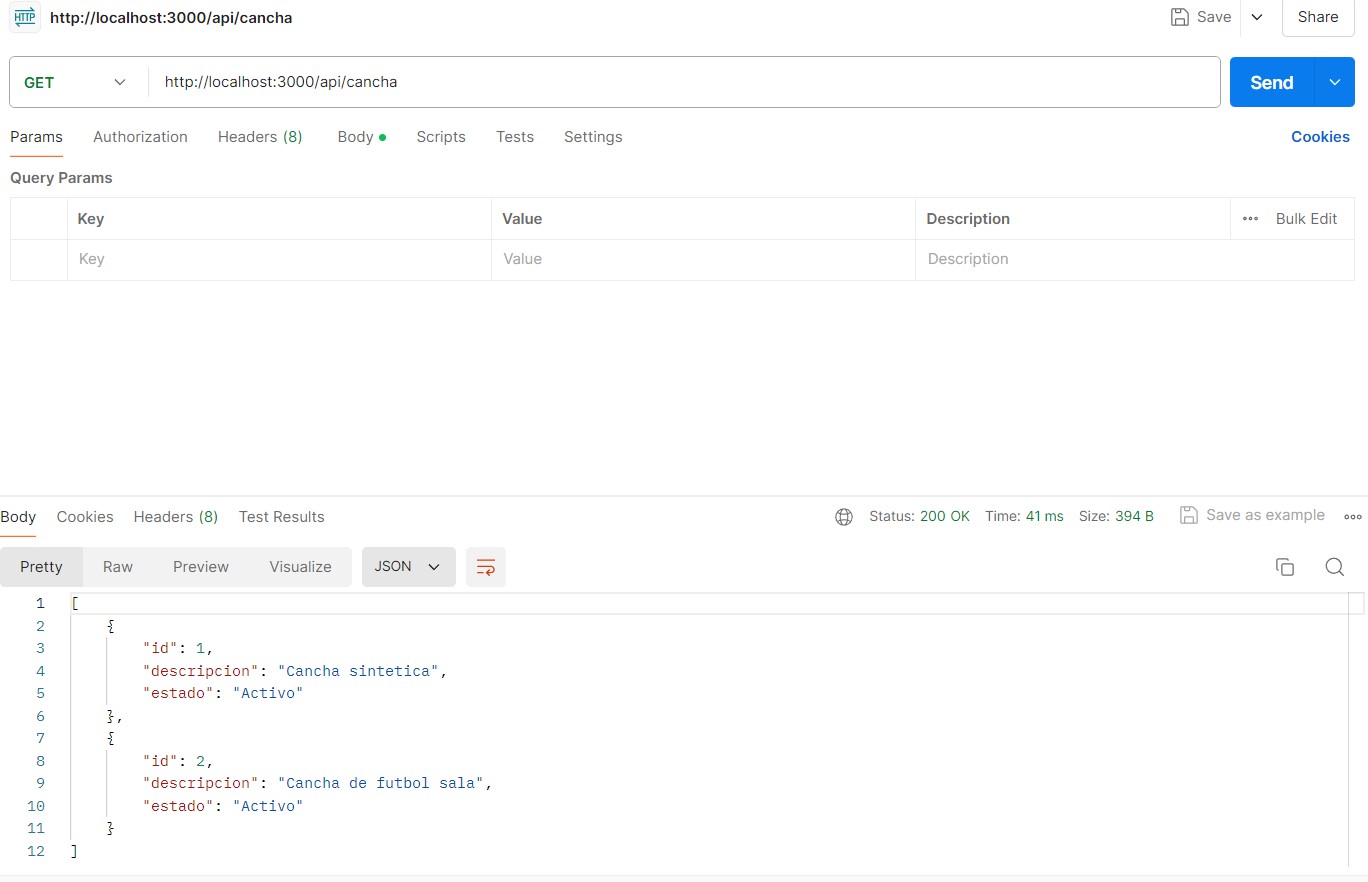 HTTP http://localhost:3000/api/cancha Save Share
GET http://localhost:3000/api/cancha Send
Params Authorization Headers (8) Body Scripts Tests Settings Cookies
Query Params
Key Value Description Bulk Edit
Key Value Description
Body Cookies Headers (8) Test Results Status: 200 OK Time: 41 ms Size: 394 B Save as example
Pretty Raw Preview Visualize JSON
1 [
2 {
3 "id": 1,
4 "descripcion": "Cancha sintetica",
5 "estado": "Activo"
6 },
7 {
8 "id": 2,
9 "descripcion": "Cancha de futbol sala",
10 "estado": "Activo"
11 }
12 ]